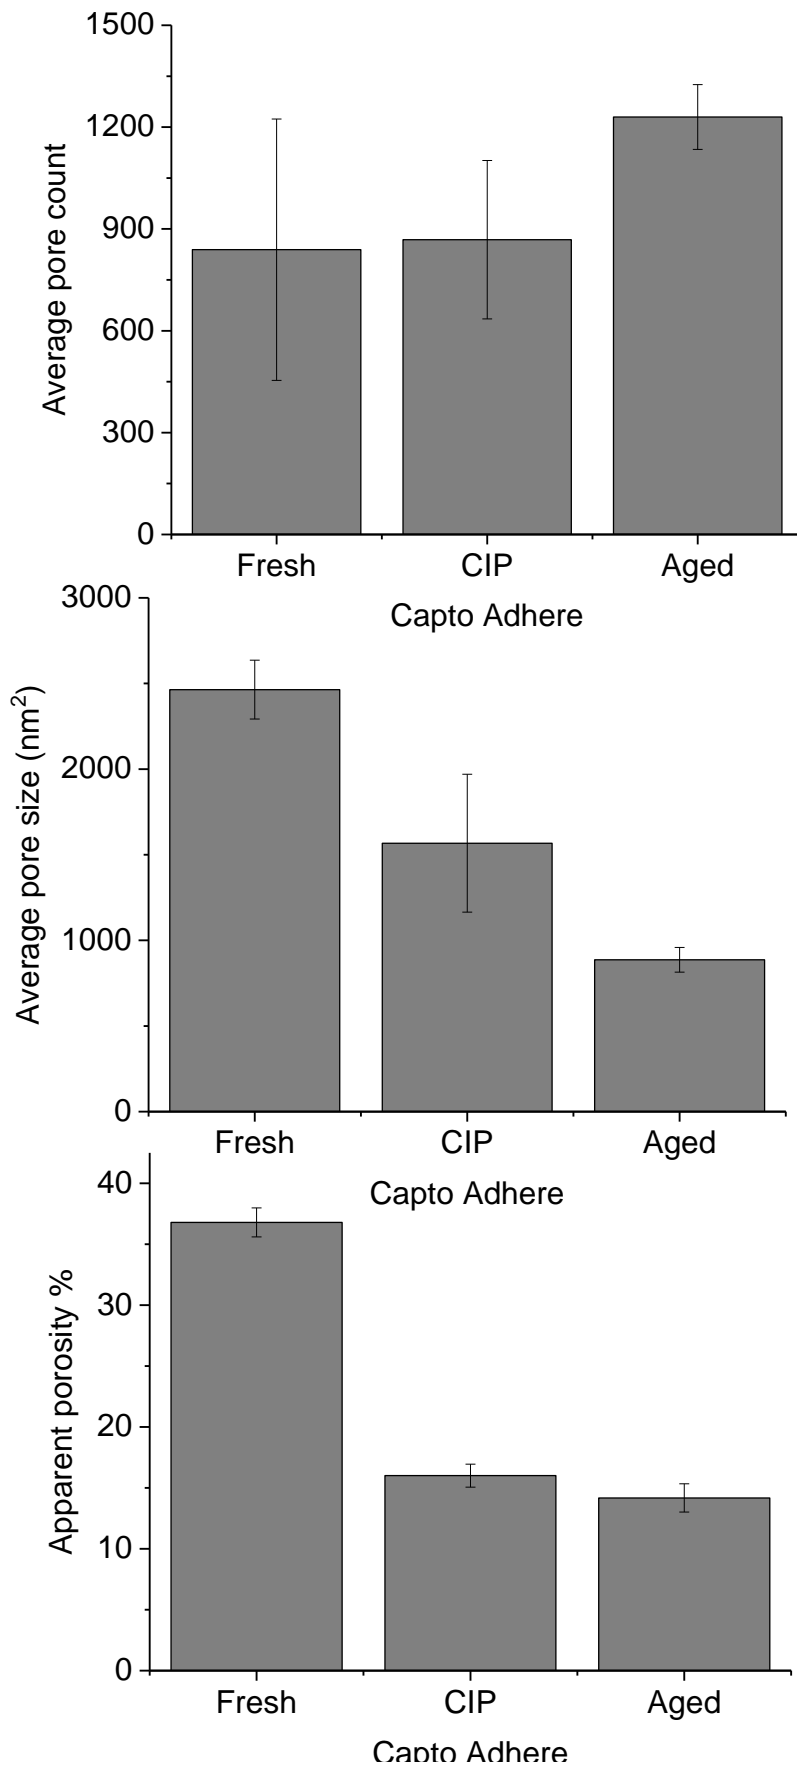 1500
1200
900
600
300
0
Average pore count
Fresh CIP Aged
Capto Adhere
3000
2000
1000
0
Average pore size (nm²)
Fresh CIP Aged
Capto Adhere
40
30
20
10
0
Apparent porosity %
Fresh CIP Aged
Capto Adhere